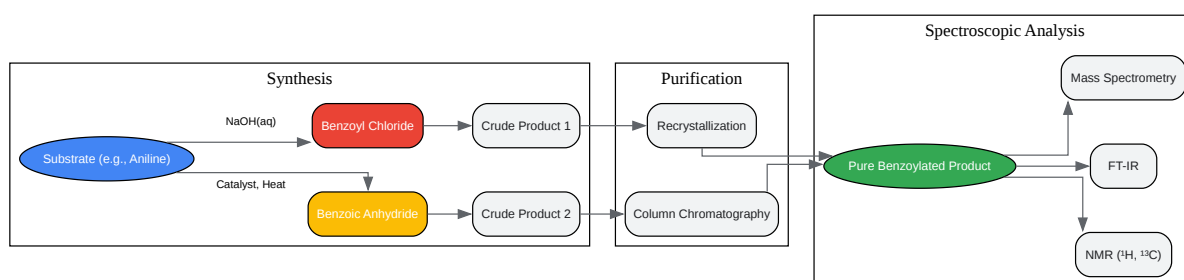 Spectroscopic Analysis
Synthesis
Purification
Mass Spectrometry
NaOH(aq)
Benzoyl Chloride
Crude Product 1
Recrystallization
Substrate (e.g., Aniline)
Pure Benzoylated Product
FT-IR
Catalyst, Heat
Benzoic Anhydride
Crude Product 2
Column Chromatography
NMR (¹H, ¹³C)